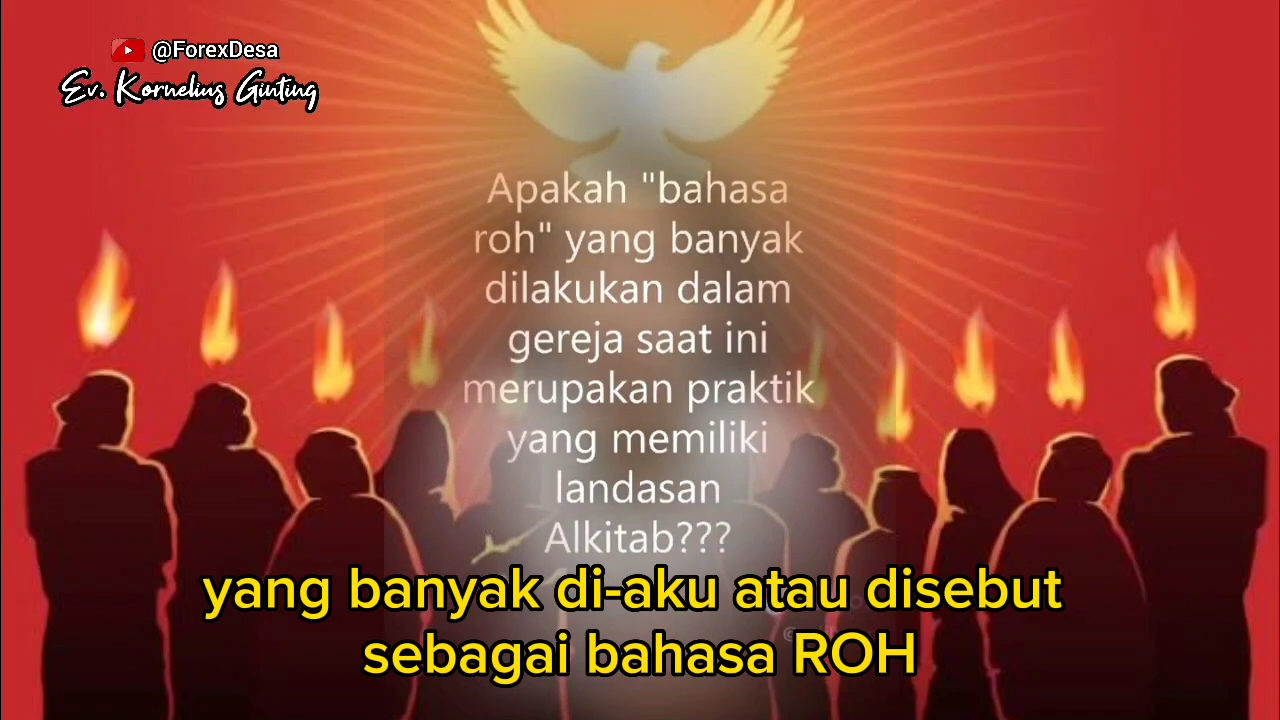 @ForexDesa
Ev. Kornelius Ginting
Apakah "bahasa
roh" yang banyak
dilakukan dalam
gereja saat ini
merupakan praktik
yang memiliki
landasan
Alkitab???
yang banyak di-aku atau disebut
sebagai bahasa ROH